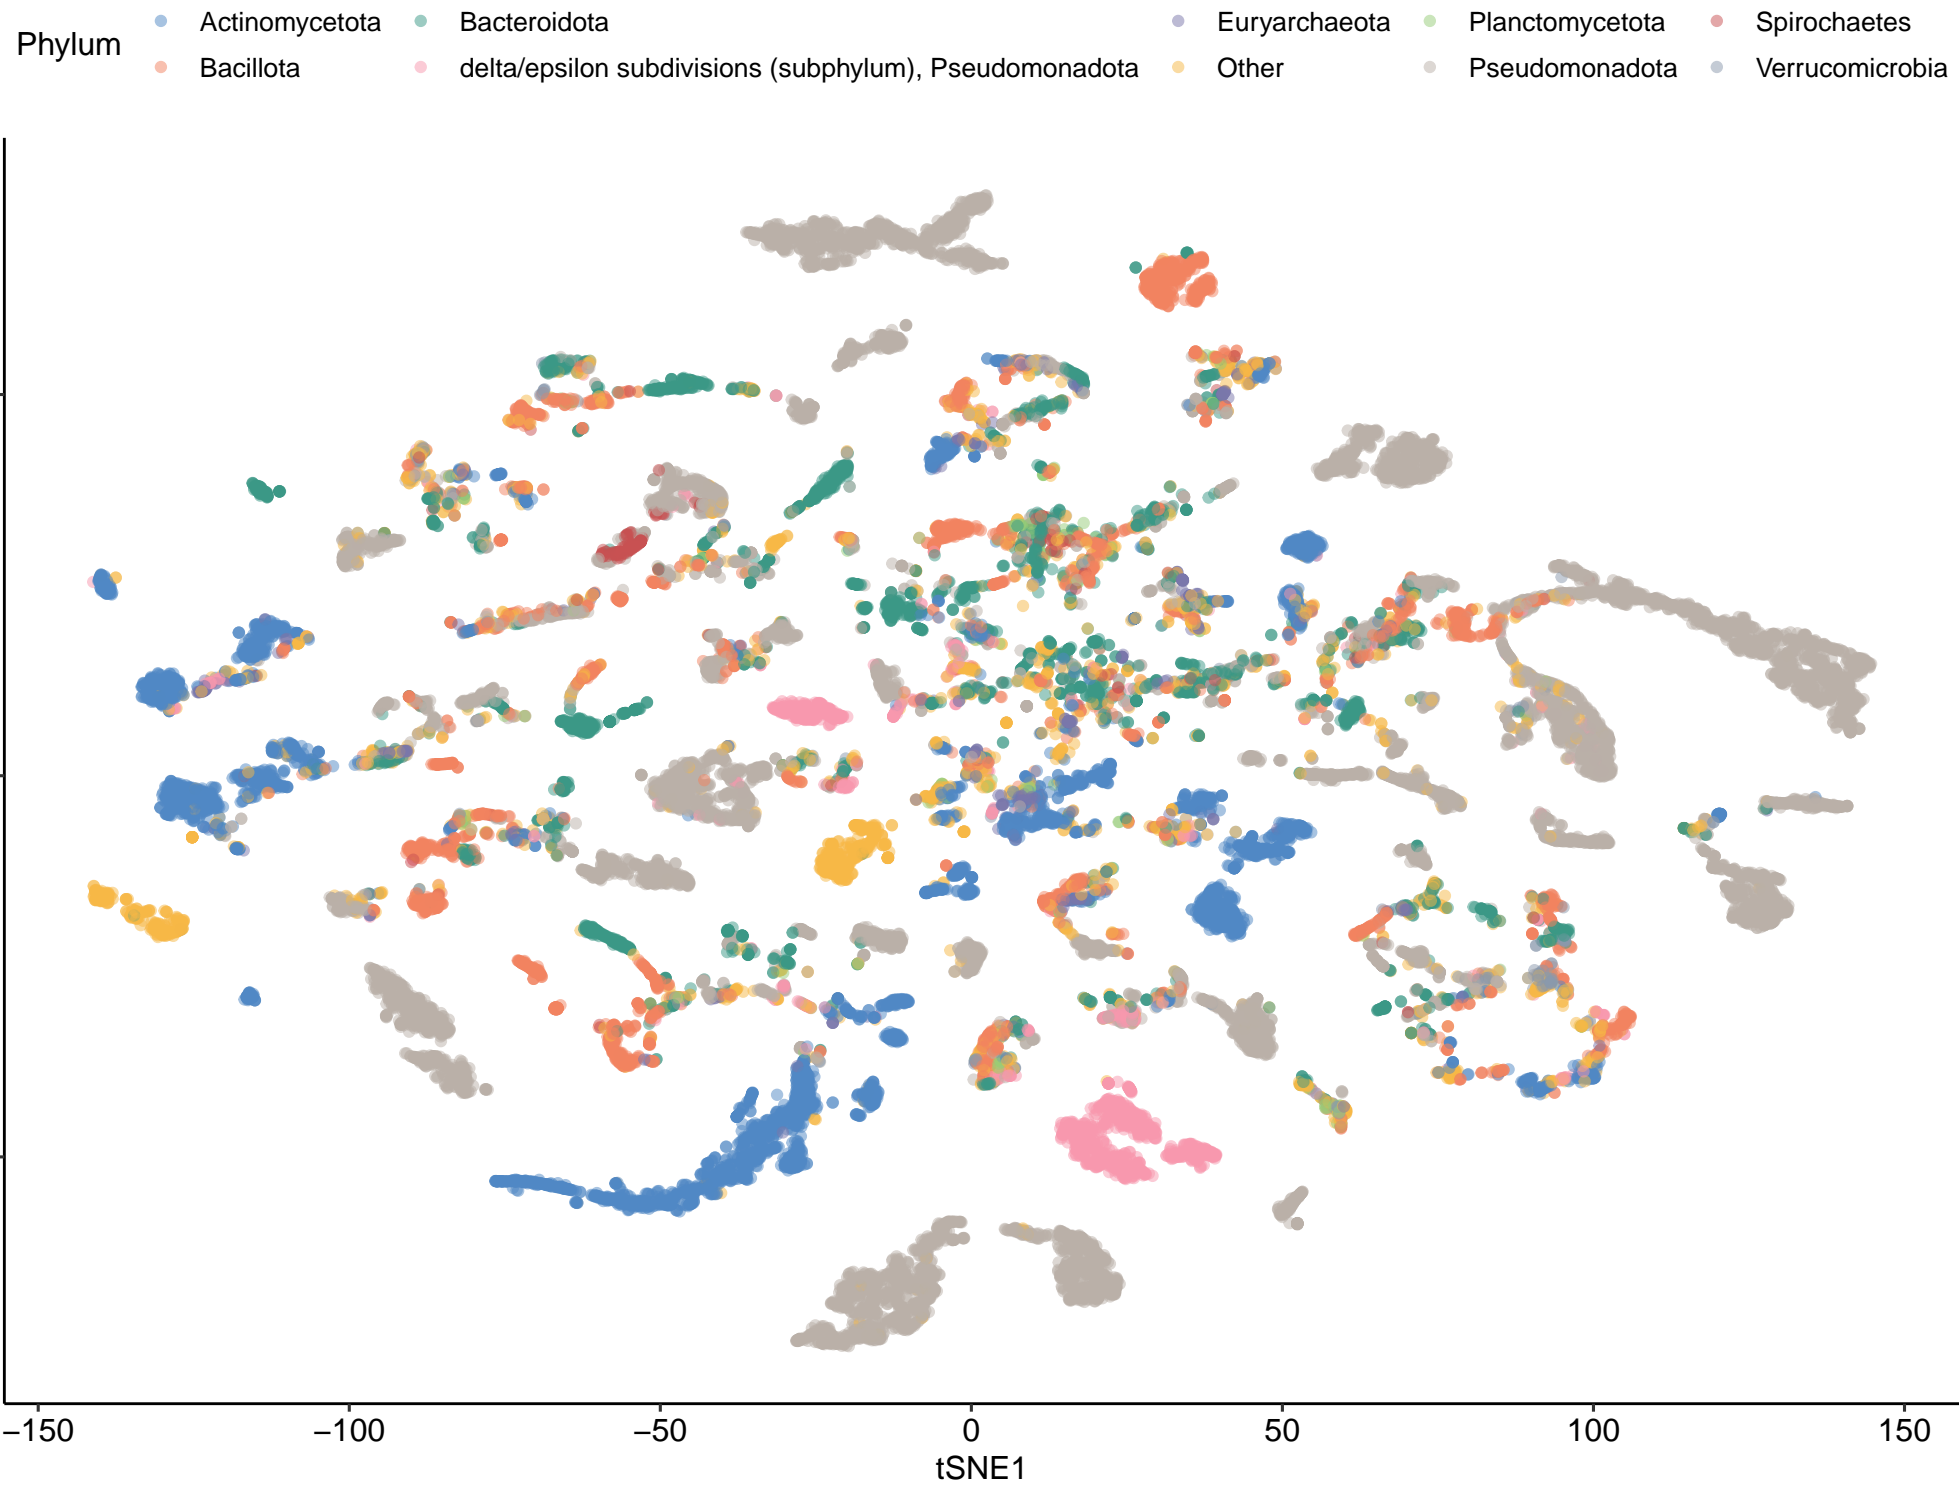 Phylum
Actinomycetota
Bacteroidota
Euryarchaeota
Planctomycetota
Spirochaetes
Bacillota
delta/epsilon subdivisions (subphylum), Pseudomonadota
Other
Pseudomonadota
Verrucomicrobia
−150 −100 −50 0 50 100 150
tSNE1